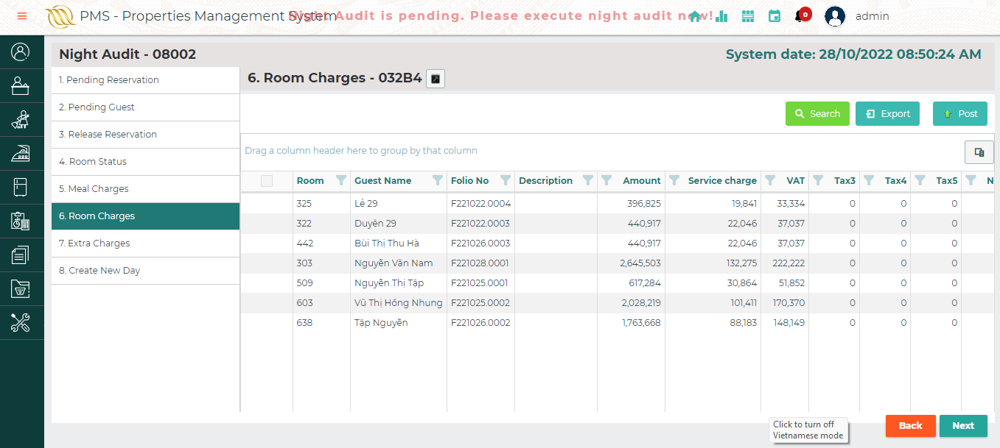 PMS - Properties Management System
Night Audit is pending. Please execute night audit now!
0
admin
Night Audit - 08002
System date: 28/10/2022 08:50:24 AM
1. Pending Reservation
2. Pending Guest
3. Release Reservation
4. Room Status
5. Meal Charges
6. Room Charges
7. Extra Charges
8. Create New Day
6. Room Charges - 032B4
Search Export Post
Drag a column header here to group by that column
Room Guest Name Folio No Description Amount Service charge VAT Tax3 Tax4 Tax5 N
325 Lẻ 29 F221022.0004 396,825 19,841 33,334 0 0 0
322 Duyên 29 F221022.0003 440,917 22,046 37,037 0 0 0
442 Bùi Thị Thu Hà F221026.0003 440,917 22,046 37,037 0 0 0
303 Nguyễn Văn Nam F221028.0001 2,645,503 132,275 222,222 0 0 0
509 Nguyễn Thị Tập F221025.0001 617,284 30,864 51,852 0 0 0
603 Vũ Thị Hồng Nhung F221025.0002 2,028,219 101,411 170,370 0 0 0
638 Tập Nguyễn F221026.0002 1,763,668 88,183 148,149 0 0 0
Click to turn off
Vietnamese mode
Back Next